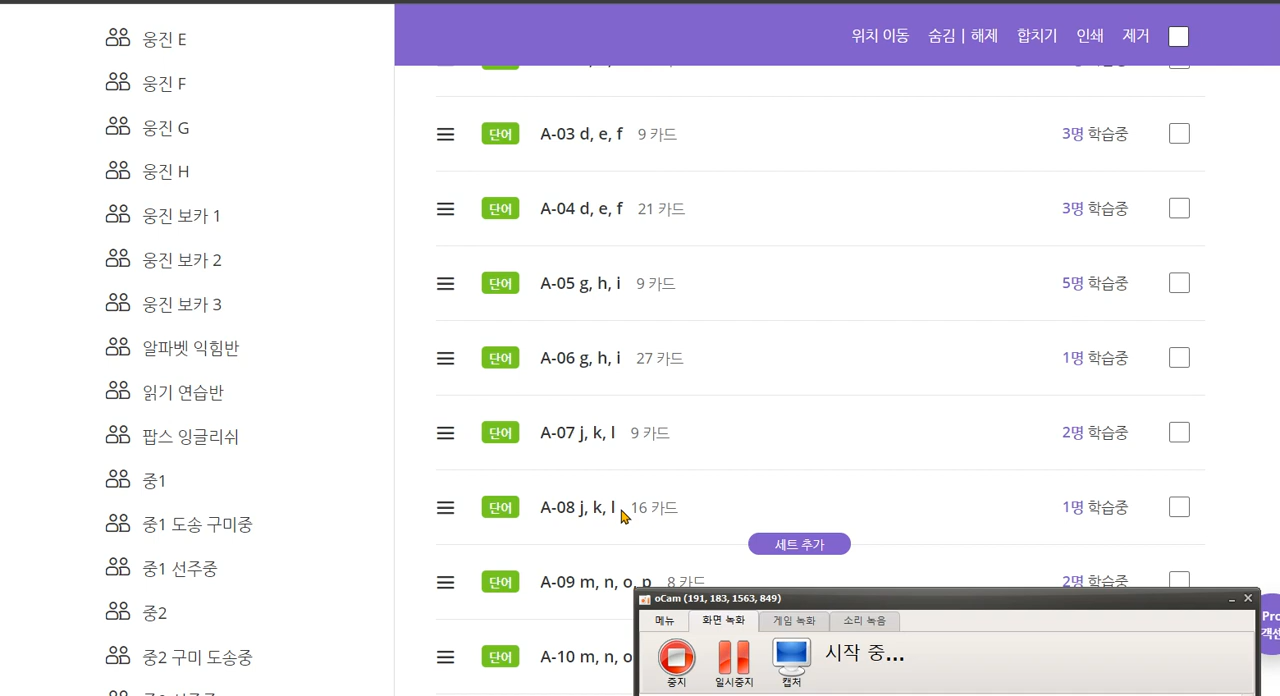 웅진 E
웅진 F
웅진 G
웅진 H
웅진 보카 1
웅진 보카 2
웅진 보카 3
알파벳 익힘반
읽기 연습반
팝스 잉글리쉬
중1
중1 도송 구미중
중1 선주중
중2
중2 구미 도송중
위치 이동 숨김 | 해제 합치기 인쇄 제거
단어 A-03 d, e, f 9 카드 3명 학습중
단어 A-04 d, e, f 21 카드 3명 학습중
단어 A-05 g, h, i 9 카드 5명 학습중
단어 A-06 g, h, i 27 카드 1명 학습중
단어 A-07 j, k, l 9 카드 2명 학습중
단어 A-08 j, k, l 16 카드 1명 학습중
세트 추가
단어 A-09 m, n, o, p 8 카드 2명 학습중
단어 A-10 m, n, o
oCam (191, 183, 1563, 849)
메뉴 화면 녹화 게임 녹화 소리 녹음
중지 일시중지 캡처 시작 중...
Pro